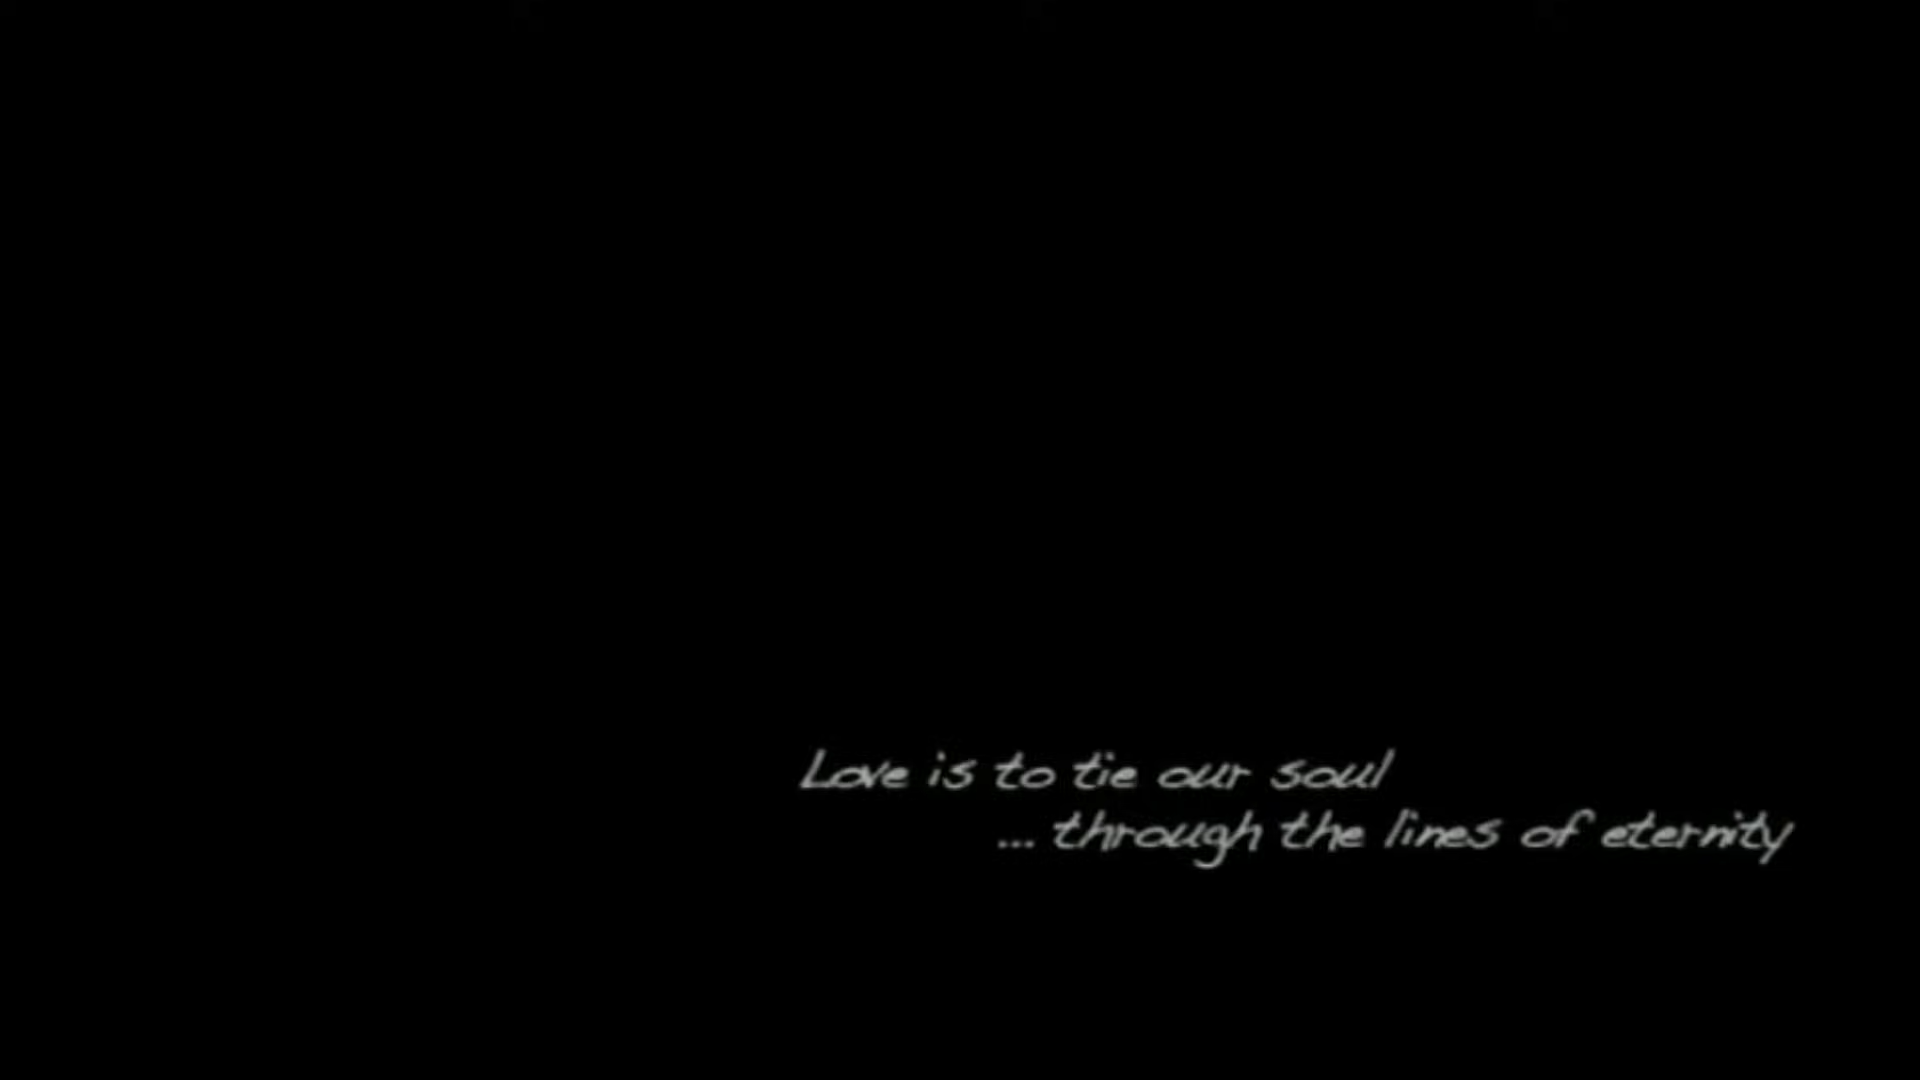 Love is to tie our soul
... through the lines of eternity